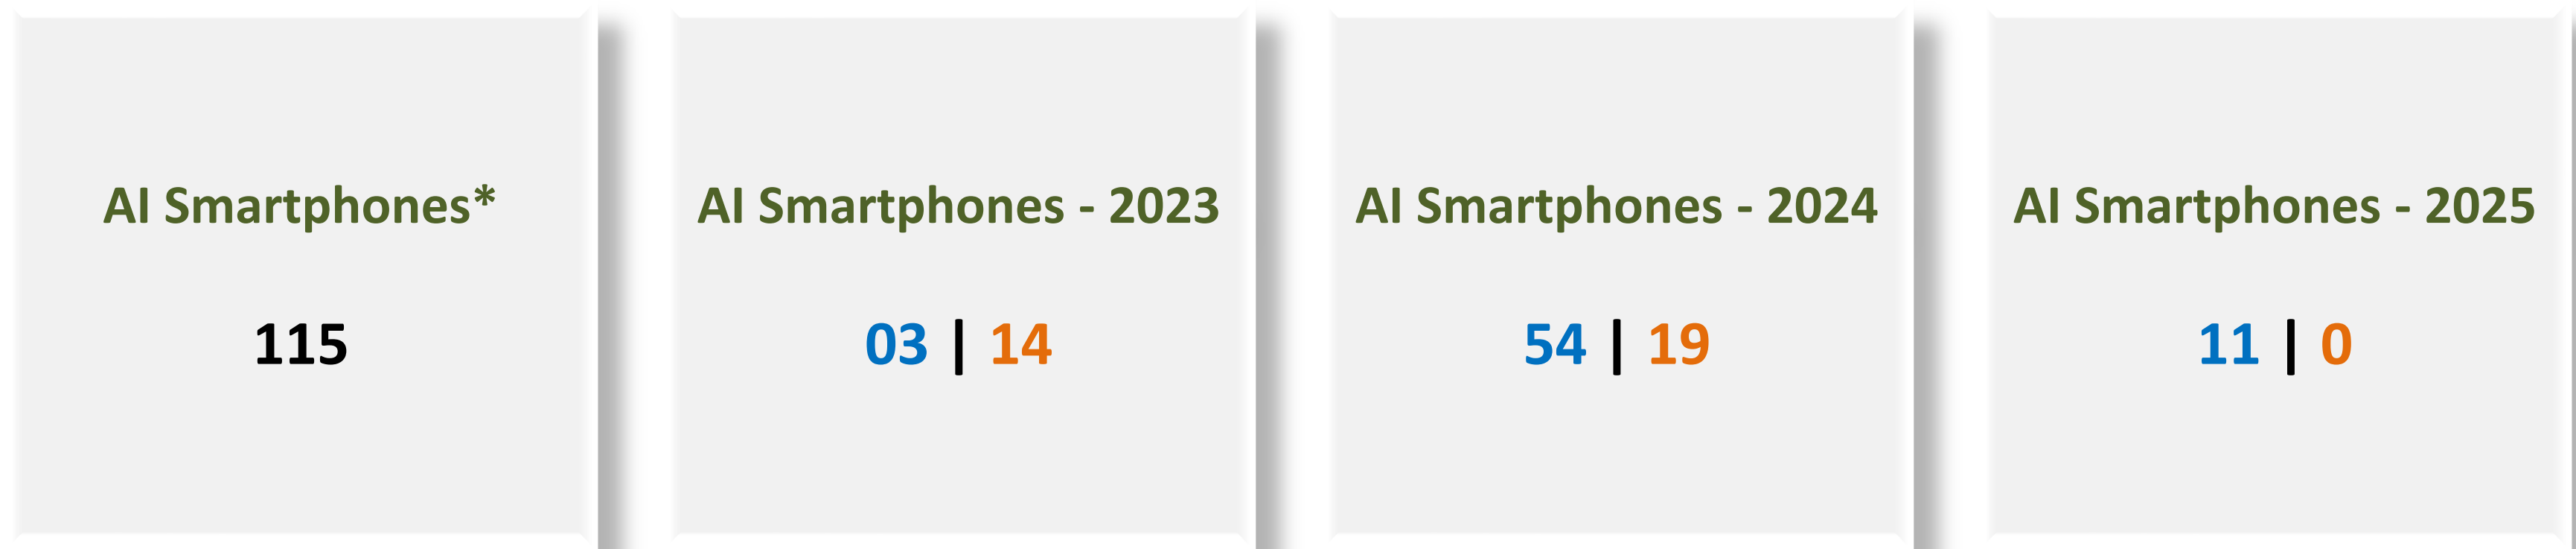 AI Smartphones*
115
AI Smartphones - 2023
03 | 14
AI Smartphones - 2024
54 | 19
AI Smartphones - 2025
11 | 0